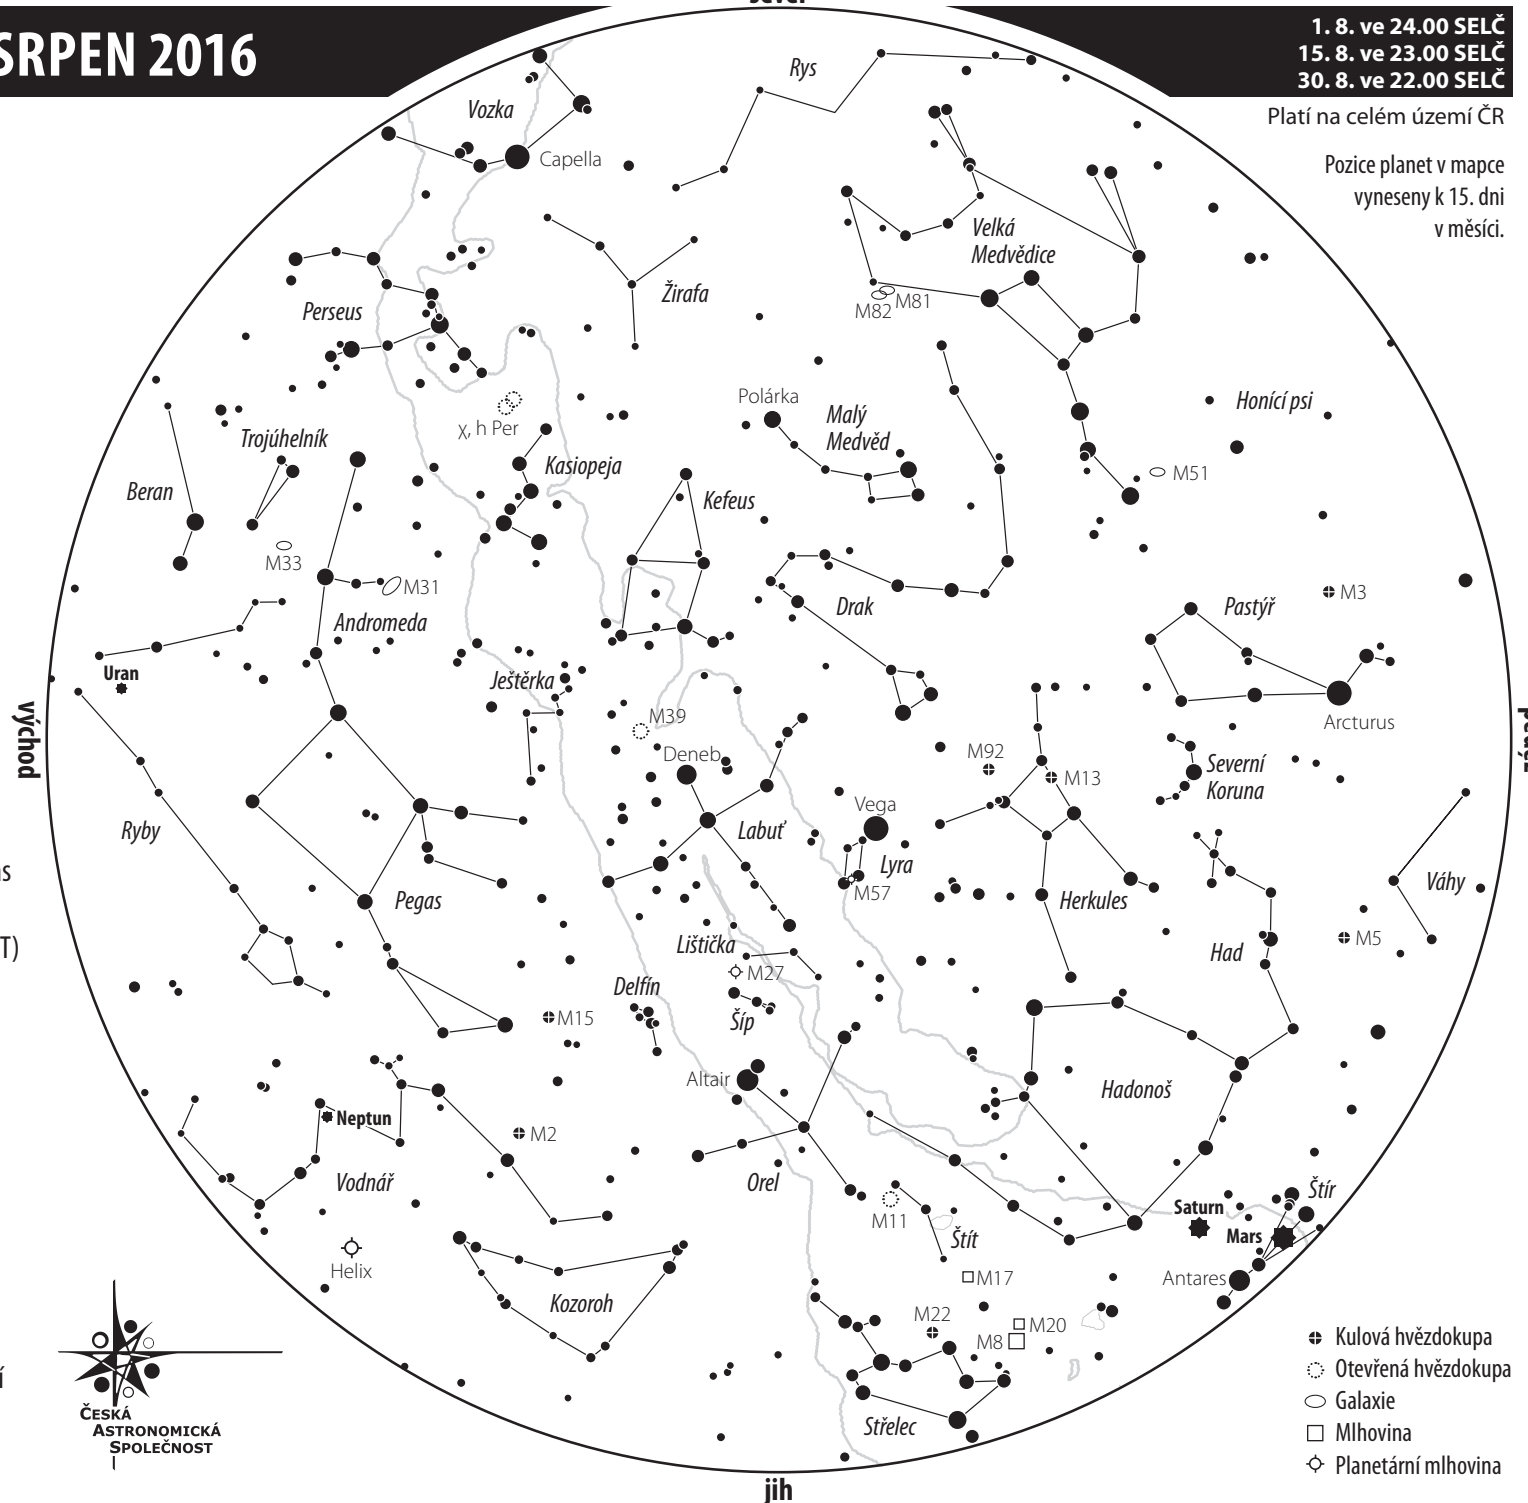 sever
SRPEN 2016
1. 8. ve 24.00 SELČ
15. 8. ve 23.00 SELČ
30. 8. ve 22.00 SELČ
Platí na celém území ČR
Pozice planet v mapce
vyneseny k 15. dni
v měsíci.
Rys
Vozka
Capella
Velká
Medvědice
Žirafa
M82
M81
Perseus
Polárka
Malý
Medvěd
Honící psi
χ, h Per
Trojúhelník
Kasiopeja
M51
Beran
Kefeus
M33
M31
M3
Andromeda
Drak
Pastýř
Uran
Ještěrka
M39
Arcturus
východ
Deneb
M92
M13
Severní
Koruna
Vega
Ryby
Labuť
Lyra
M57
Váhy
Pegas
Herkules
T)
Lištička
Had
M5
M27
Delfín
M15
Šíp
Altair
Hadonoš
Neptun
M2
Vodnář
Orel
Štír
Saturn
M11
Štít
Mars
Helix
M17
Antares
Kozoroh
M22
M20
M8
Střelec
Kulová hvězdokupa
Otevřená hvězdokupa
Galaxie
Mlhovina
Planetární mlhovina
ČESKÁ
ASTRONOMICKÁ
SPOLEČNOST
jih